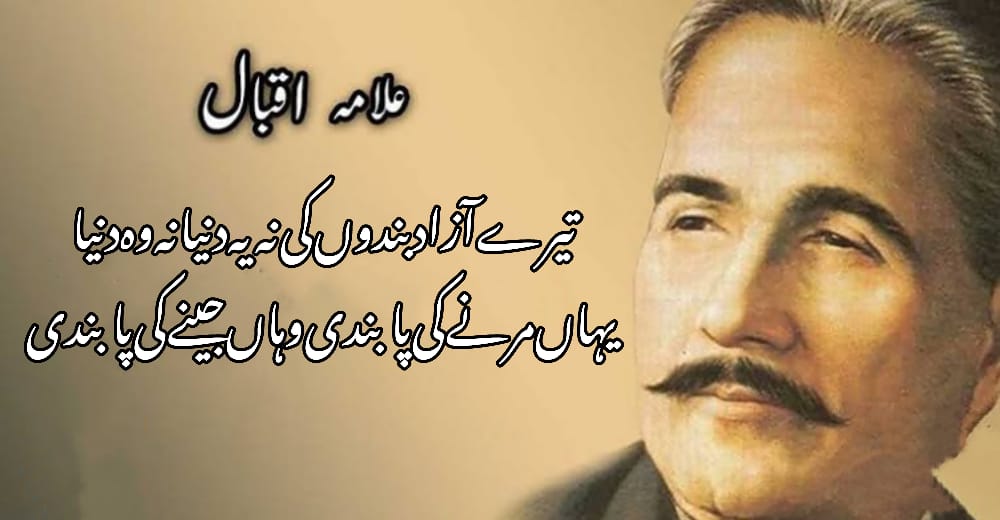 علامہ اقبال
تیرے آزاد بندوں کی نہ یہ دنیا نہ وہ دنیا
یہاں مرنے کی پابندی وہاں جینے کی پابندی